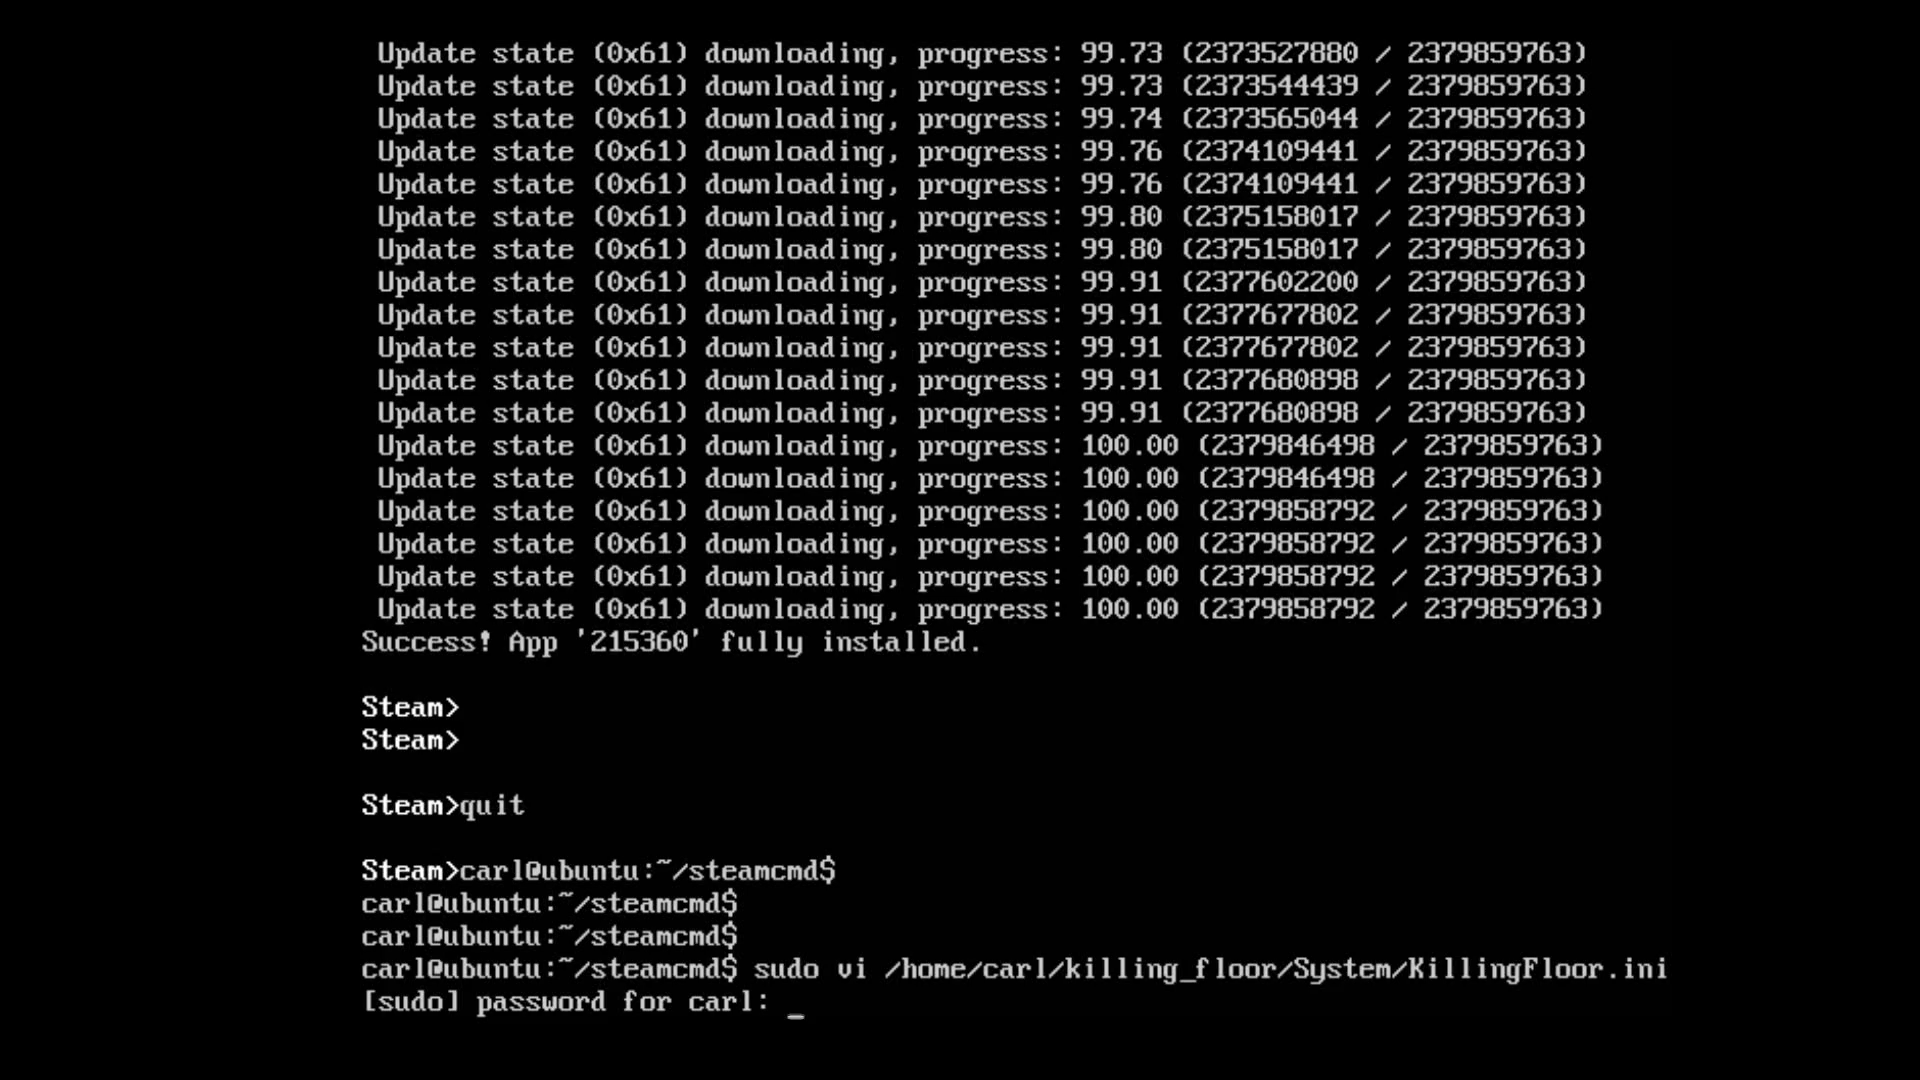 Update state (0x61) downloading, progress: 99.73 (2373527880 / 2379859763)
Update state (0x61) downloading, progress: 99.73 (2373544439 / 2379859763)
Update state (0x61) downloading, progress: 99.74 (2373565044 / 2379859763)
Update state (0x61) downloading, progress: 99.76 (2374109441 / 2379859763)
Update state (0x61) downloading, progress: 99.76 (2374109441 / 2379859763)
Update state (0x61) downloading, progress: 99.80 (2375158017 / 2379859763)
Update state (0x61) downloading, progress: 99.80 (2375158017 / 2379859763)
Update state (0x61) downloading, progress: 99.91 (2377602200 / 2379859763)
Update state (0x61) downloading, progress: 99.91 (2377677802 / 2379859763)
Update state (0x61) downloading, progress: 99.91 (2377677802 / 2379859763)
Update state (0x61) downloading, progress: 99.91 (2377680898 / 2379859763)
Update state (0x61) downloading, progress: 99.91 (2377680898 / 2379859763)
Update state (0x61) downloading, progress: 100.00 (2379846498 / 2379859763)
Update state (0x61) downloading, progress: 100.00 (2379846498 / 2379859763)
Update state (0x61) downloading, progress: 100.00 (2379858792 / 2379859763)
Update state (0x61) downloading, progress: 100.00 (2379858792 / 2379859763)
Update state (0x61) downloading, progress: 100.00 (2379858792 / 2379859763)
Update state (0x61) downloading, progress: 100.00 (2379858792 / 2379859763)
Success! App '215360' fully installed.
Steam>
Steam>
Steam>quit
Steam>carl@ubuntu:~/steamcmd$
carl@ubuntu:~/steamcmd$
carl@ubuntu:~/steamcmd$
carl@ubuntu:~/steamcmd$ sudo vi /home/carl/killing_floor/System/KillingFloor.ini
[sudo] password for carl: _